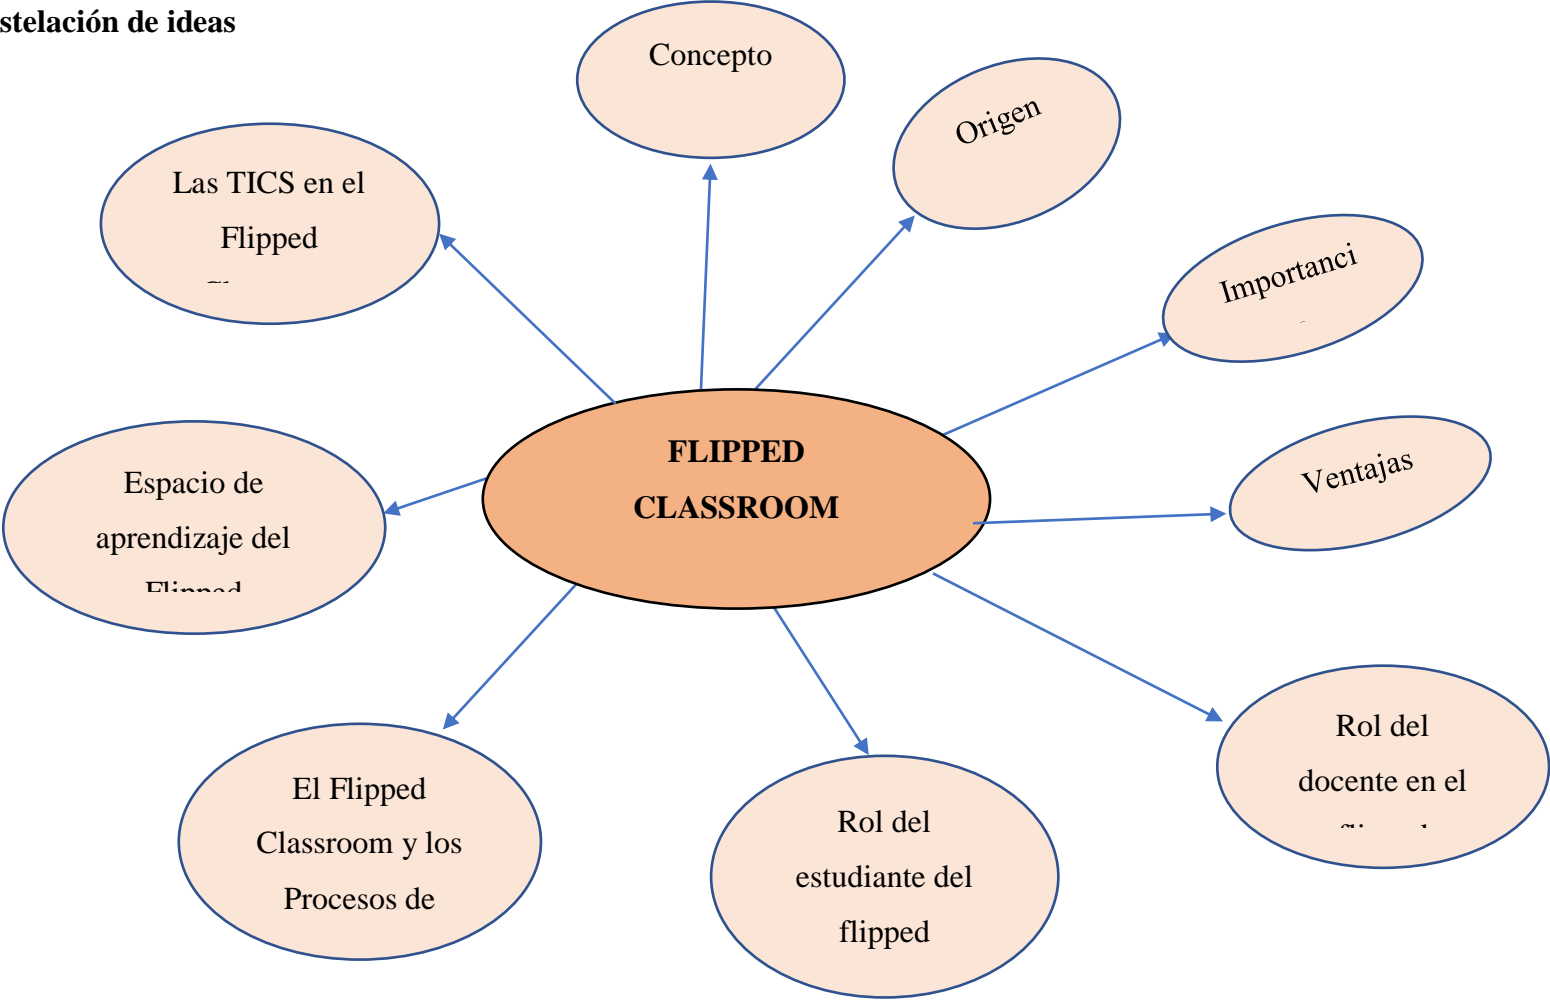 stelación de ideas
Concepto
Origen
Las TICS en el
Flipped
Importanci
FLIPPED
CLASSROOM
Ventajas
Espacio de
aprendizaje del
Flipped
Rol del
docente en el
El Flipped
Classroom y los
Procesos de
Rol del
estudiante del
flipped